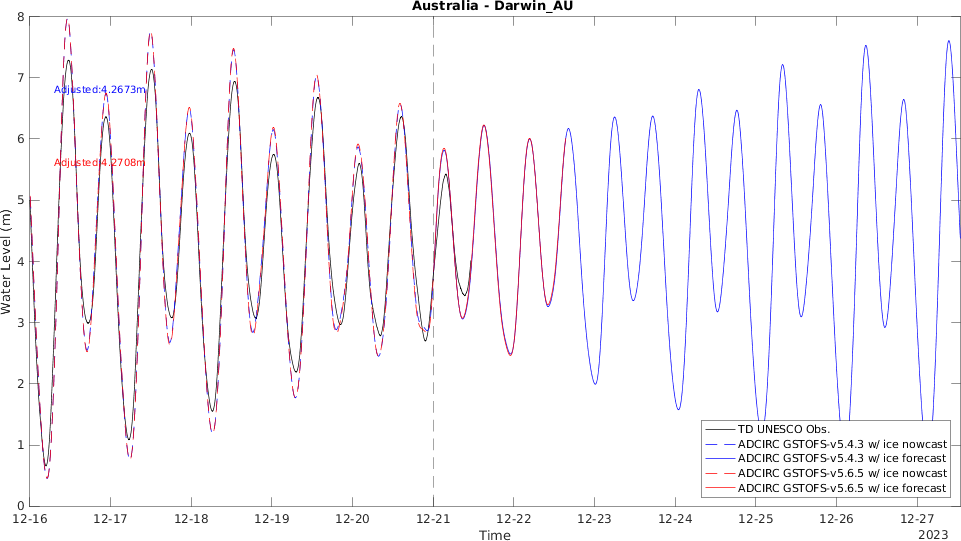 Australia - Darwin_AU
8
7
6
5
4
3
2
1
0
Water Level (m)
Adjusted:4.2673m
Adjusted:4.2708m
TD UNESCO Obs.
ADCIRC GSTOFS-v5.4.3 w/ ice nowcast
ADCIRC GSTOFS-v5.4.3 w/ ice forecast
ADCIRC GSTOFS-v5.6.5 w/ ice nowcast
ADCIRC GSTOFS-v5.6.5 w/ ice forecast
12-16 12-17 12-18 12-19 12-20 12-21 12-22 12-23 12-24 12-25 12-26 12-27
Time
2023